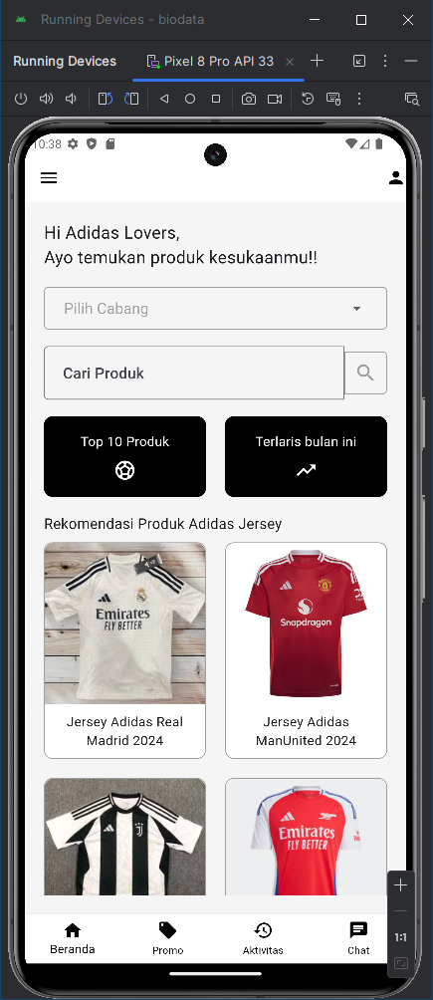 Running Devices - biodata
Running Devices
Pixel 8 Pro API 33
10:38
Hi Adidas Lovers,
Ayo temukan produk kesukaanmu!!
Pilih Cabang
Cari Produk
Top 10 Produk
Terlaris bulan ini
Rekomendasi Produk Adidas Jersey
Emirates
FLY BETTER
Snapdragon
Jersey Adidas Real
Madrid 2024
Jersey Adidas
ManUnited 2024
Emirates
FLY BETTER
1:1
Beranda
Promo
Aktivitas
Chat